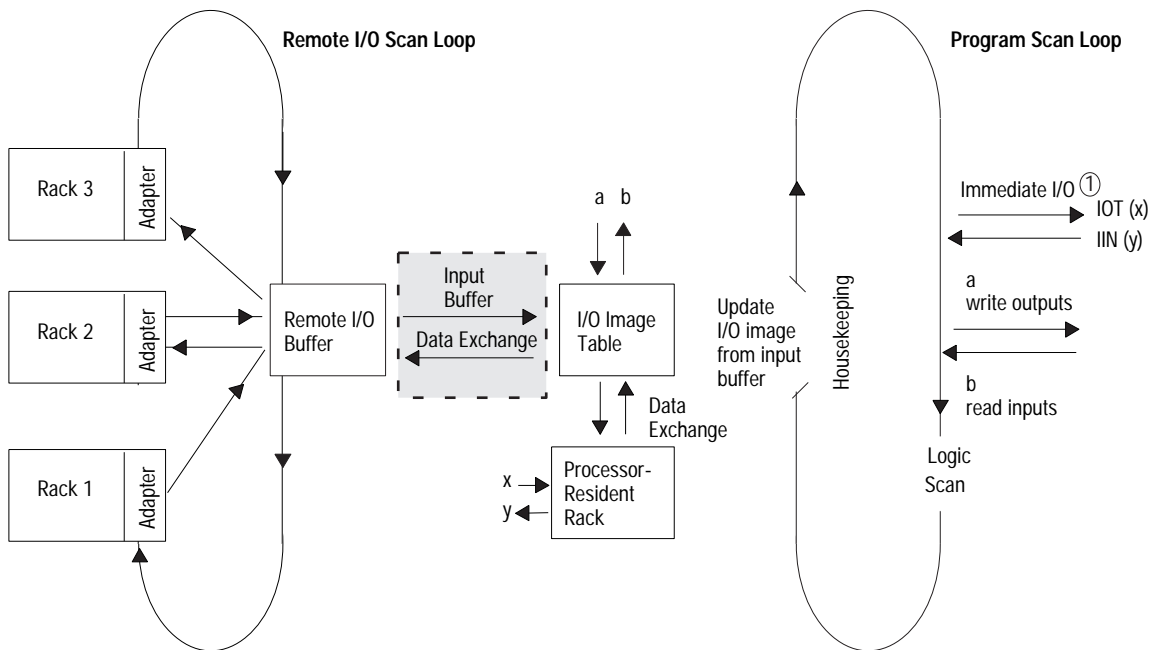 Remote I/O Scan Loop
Program Scan Loop
Rack 3
Adapter
Rack 2
Adapter
Rack 1
Adapter
Remote I/O
Buffer
Input
Buffer
Data Exchange
a
b
I/O Image
Table
Data
Exchange
x
y
Processor-
Resident
Rack
Update
I/O image
from input
buffer
Housekeeping
Immediate I/O ①
IOT (x)
IIN (y)
a
write outputs
b
read inputs
Logic
Scan